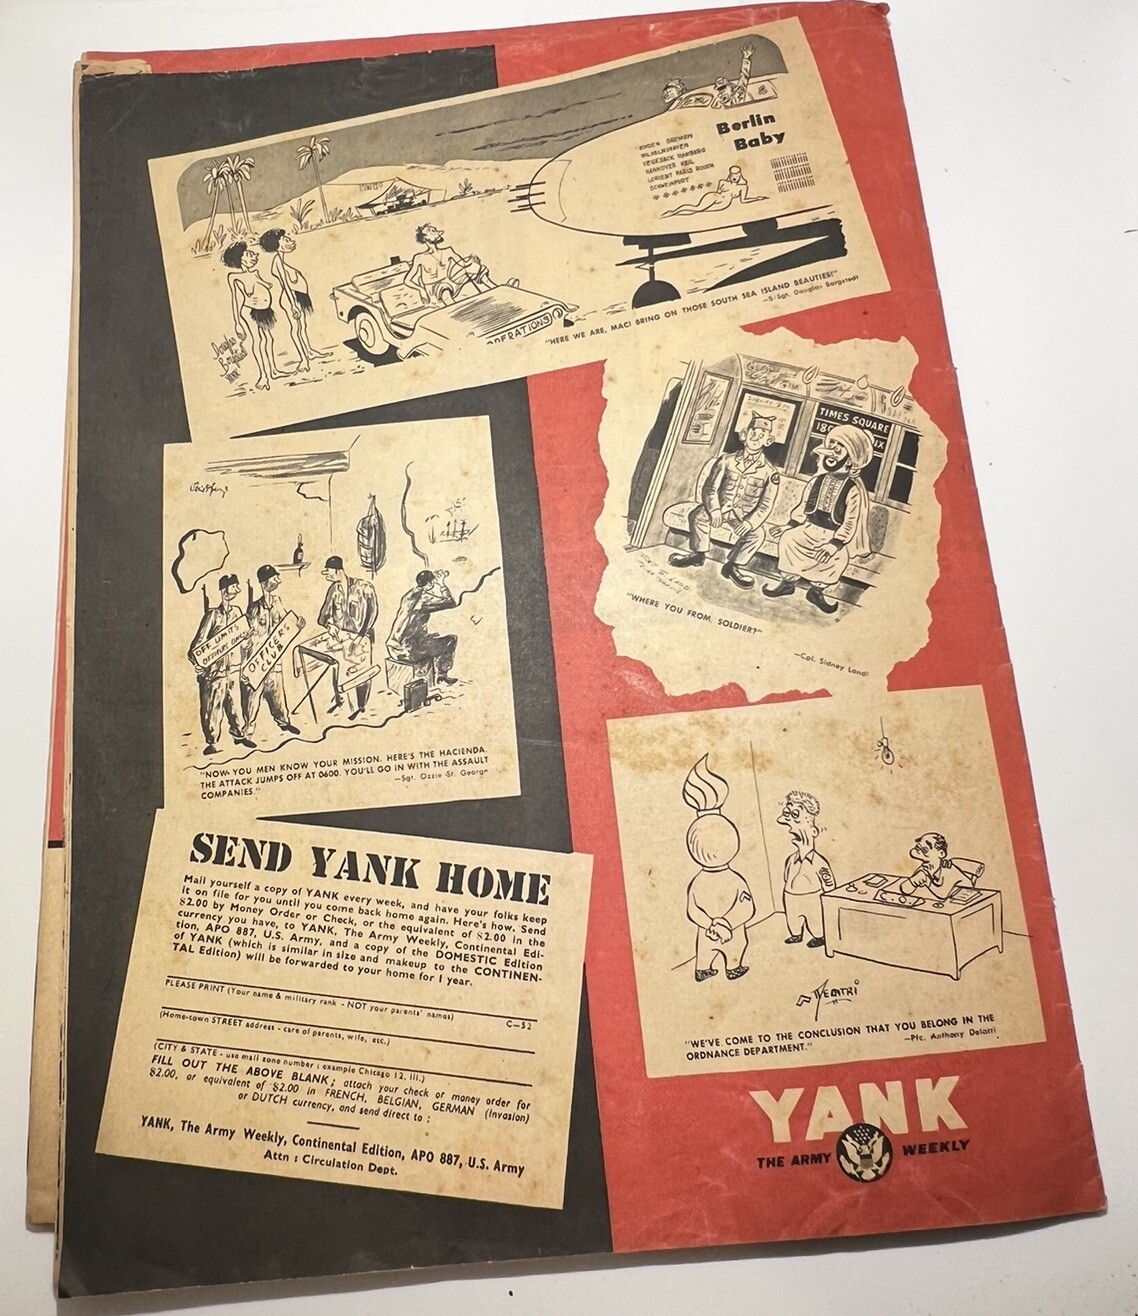 Berlin
Baby
EMDEN BREMEN
WILHELMSHAVEN
VEGESACK HAMBURG
HANNOVER KIEL
LORIENT PARIS ROUEN
SCHWEINFURT
OPERATIONS
"HERE WE ARE, MAC! BRING ON THOSE SOUTH SEA ISLAND BEAUTIES!"
—S/Sgt. Douglas Borgstedt
Douglas
Borgstedt
YANK
TIMES SQUARE
"WHERE YOU FROM, SOLDIER?"
—Cpl. Sidney Landi
OFF LIMITS
OFFICERS ONLY
OFFICER'S
CLUB
"NOW YOU MEN KNOW YOUR MISSION. HERE'S THE HACIENDA.
THE ATTACK JUMPS OFF AT 0600. YOU'LL GO IN WITH THE ASSAULT
COMPANIES."
—Sgt. Ozzie St. George
"WE'VE COME TO THE CONCLUSION THAT YOU BELONG IN THE
ORDNANCE DEPARTMENT."
—Pfc. Anthony Delatri
SEND YANK HOME
Mail yourself a copy of YANK every week, and have your folks keep
it on file for you until you come back home again. Here's how. Send
$2.00 by Money Order or Check, or the equivalent of $2.00 in the
currency you have, to YANK, The Army Weekly, Continental Edi-
tion, APO 887, U.S. Army, and a copy of the DOMESTIC Edition
of YANK (which is similar in size and makeup to the CONTINEN-
TAL Edition) will be forwarded to your home for 1 year.
PLEASE PRINT (Your name & military rank - NOT your parents' names)
C—52
(Home-town STREET address - care of parents, wife, etc.)
(CITY & STATE - use mail zone number : example Chicago 12, Ill.)
FILL OUT THE ABOVE BLANK; attach your check or money order for
$2.00, or equivalent of $2.00 in FRENCH, BELGIAN, GERMAN (Invasion)
or DUTCH currency, and send direct to :
YANK, The Army Weekly, Continental Edition, APO 887, U.S. Army
Attn : Circulation Dept.
YANK
THE ARMY WEEKLY